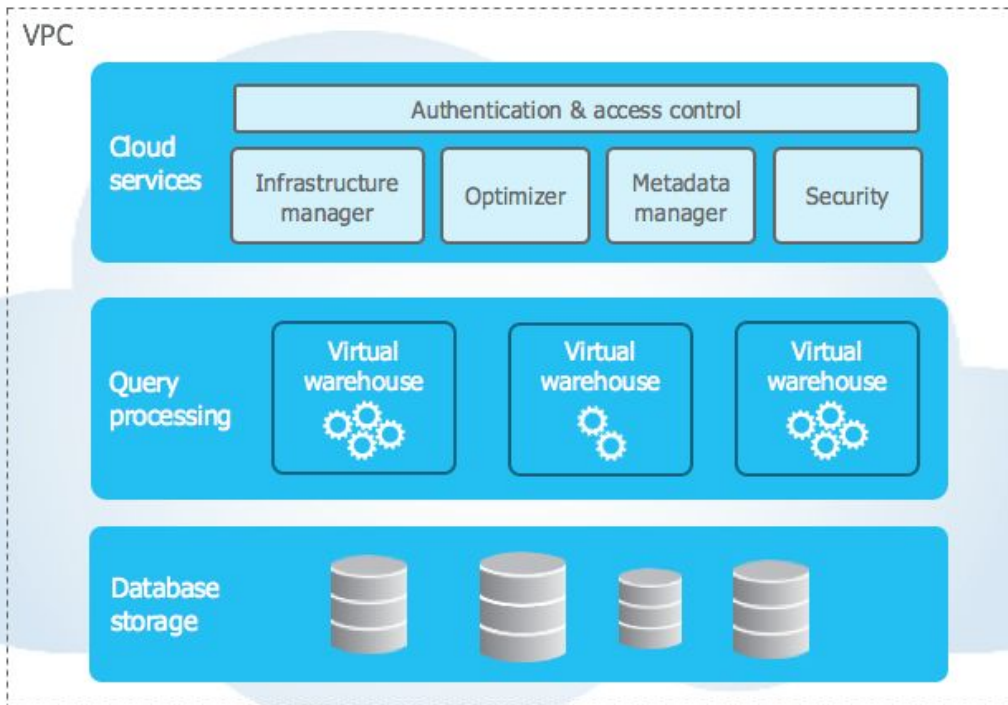 VPC
Cloud
services
Authentication & access control
Infrastructure
manager
Optimizer
Metadata
manager
Security
Query
processing
Virtual
warehouse
Virtual
warehouse
Virtual
warehouse
Database
storage